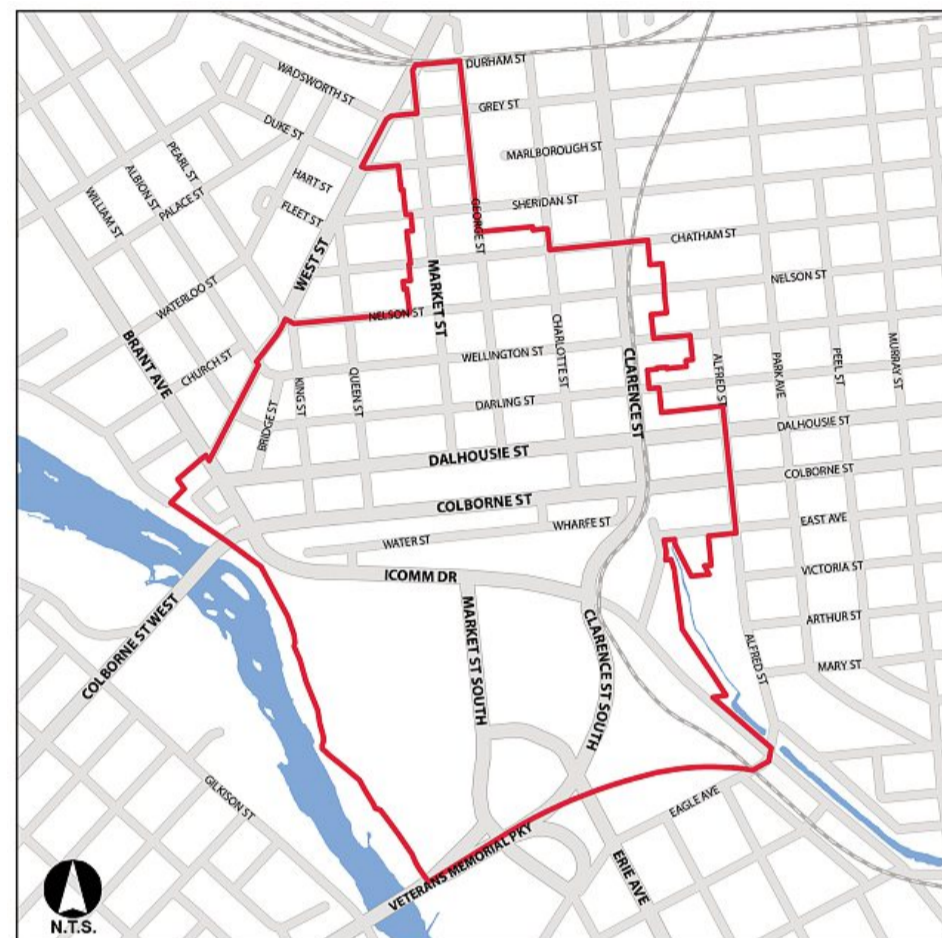 DURHAM ST
WADSWORTH ST
GREY ST
DUKE ST
MARLBOROUGH ST
PEARL ST
HART ST
ALBION ST
PALACE ST
SHERIDAN ST
WILLIAM ST
FLEET ST
GEORGE ST
CHATHAM ST
WEST ST
NELSON ST
MARKET ST
WATERLOO ST
NELSON ST
BRANT AVE
CHURCH ST
WELLINGTON ST
CHARLOTTE ST
CLARENCE ST
ALFRED ST
PARK AVE
PEEL ST
MURRAY ST
KING ST
QUEEN ST
BRIDGE ST
DARLING ST
DALHOUSIE ST
DALHOUSIE ST
COLBORNE ST
COLBORNE ST
WHARFE ST
EAST AVE
WATER ST
ICOMM DR
VICTORIA ST
ARTHUR ST
COLBORNE ST WEST
MARKET ST SOUTH
CLARENCE ST SOUTH
ALFRED ST
MARY ST
GILKISON ST
EAGLE AVE
VETERANS MEMORIAL PKY
ERIE AVE
N.T.S.